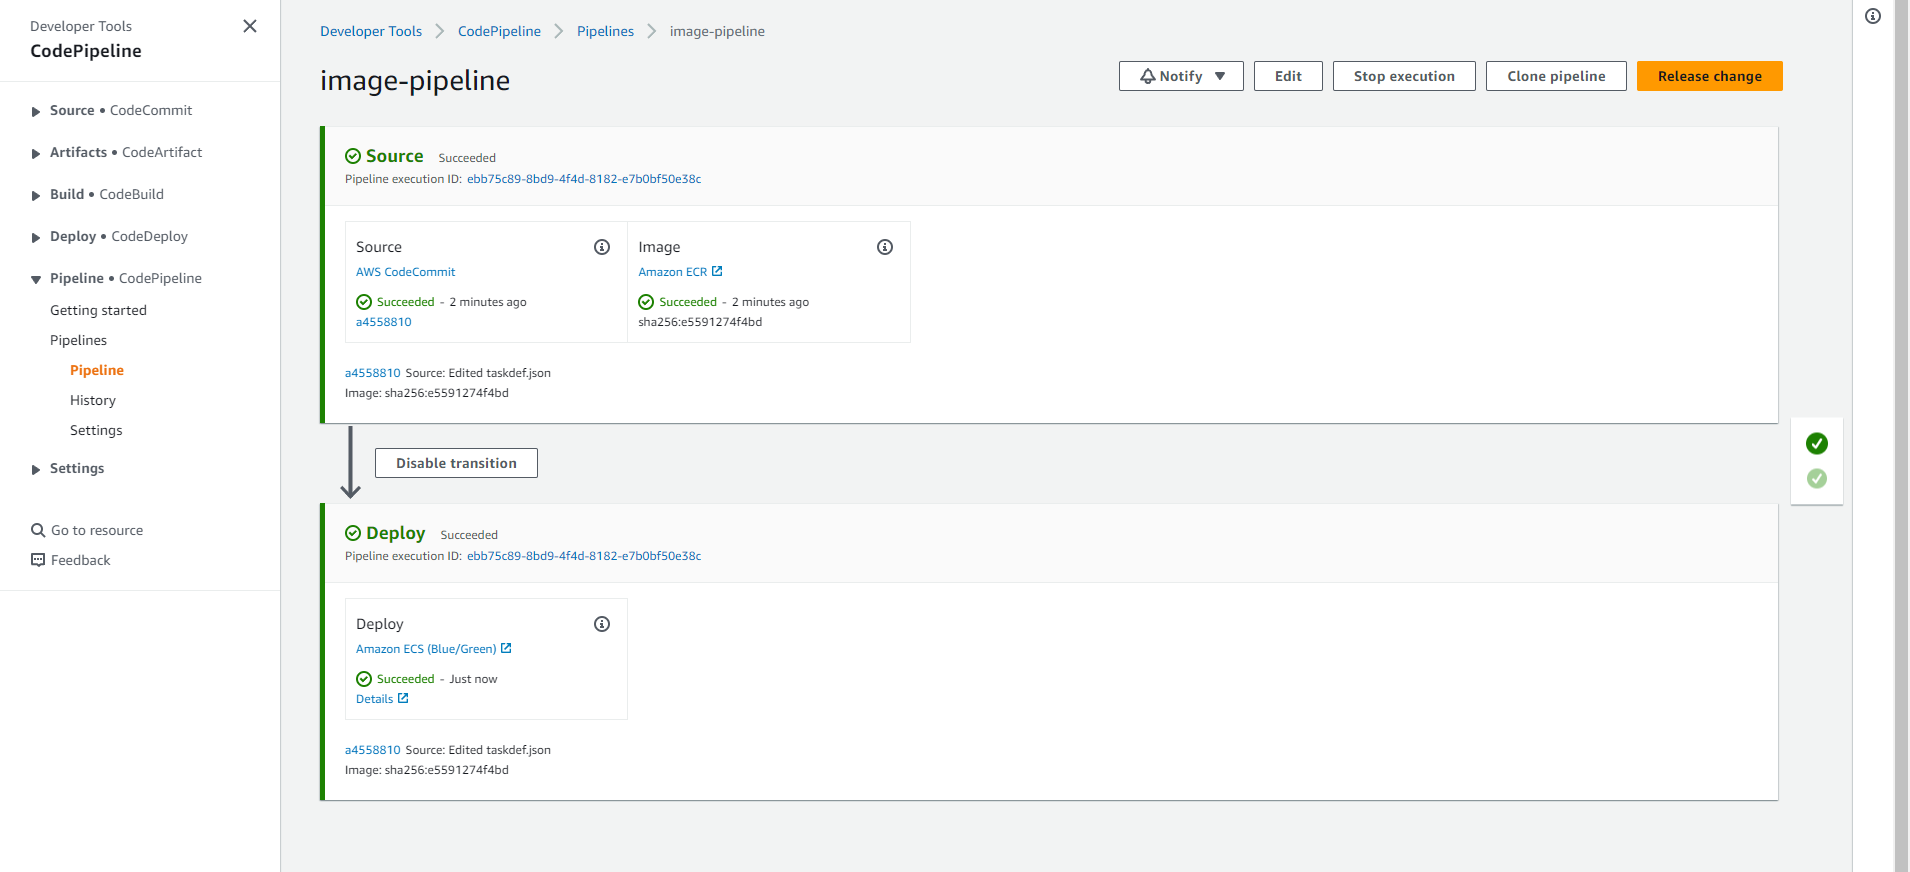 Developer Tools
CodePipeline
Source • CodeCommit
Artifacts • CodeArtifact
Build • CodeBuild
Deploy • CodeDeploy
Pipeline • CodePipeline
Getting started
Pipelines
Pipeline
History
Settings
Settings
Go to resource
Feedback
Developer Tools > CodePipeline > Pipelines > image-pipeline
image-pipeline
Notify Edit Stop execution Clone pipeline Release change
Source Succeeded
Pipeline execution ID: ebb75c89-8bd9-4f4d-8182-e7b0bf50e38c
Source
AWS CodeCommit
Succeeded - 2 minutes ago
a4558810
Image
Amazon ECR
Succeeded - 2 minutes ago
sha256:e5591274f4bd
a4558810 Source: Edited taskdef.json
Image: sha256:e5591274f4bd
Disable transition
Deploy Succeeded
Pipeline execution ID: ebb75c89-8bd9-4f4d-8182-e7b0bf50e38c
Deploy
Amazon ECS (Blue/Green)
Succeeded - Just now
Details
a4558810 Source: Edited taskdef.json
Image: sha256:e5591274f4bd